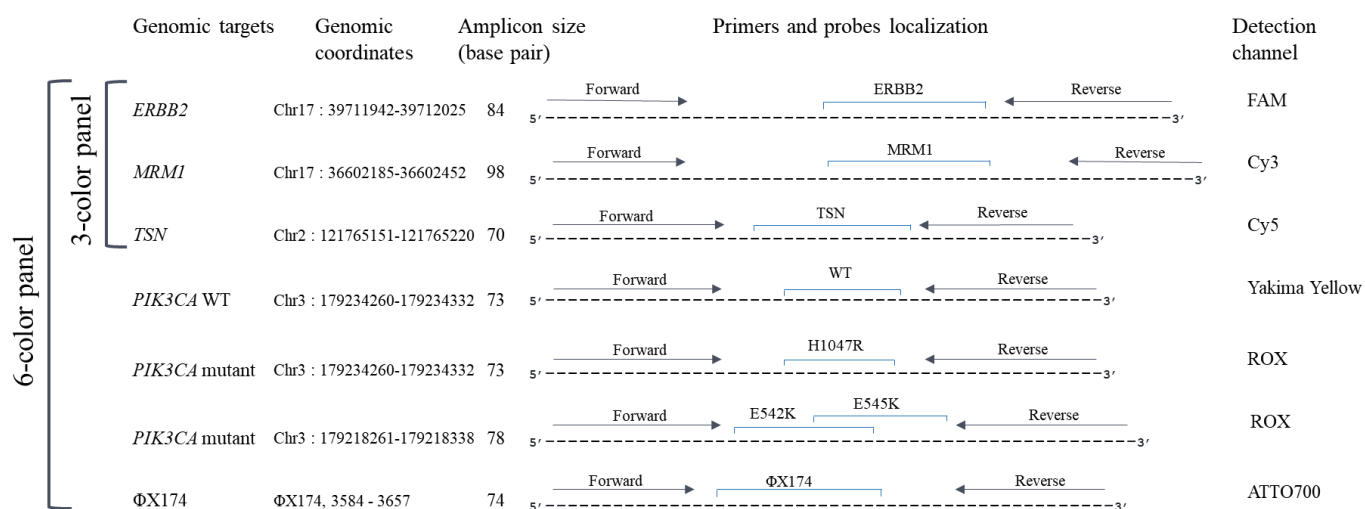 Genomic targets Genomic coordinates Amplicon size (base pair) Primers and probes localization Detection channel
6-color panel
3-color panel
Forward ERBB2 Reverse
ERBB2 Chr17 : 39711942-39712025 84 5′ 3′ FAM
Forward MRM1 Reverse
MRM1 Chr17 : 36602185-36602452 98 5′ 3′ Cy3
Forward TSN Reverse
TSN Chr2 : 121765151-121765220 70 5′ 3′ Cy5
Forward WT Reverse
PIK3CA WT Chr3 : 179234260-179234332 73 5′ 3′ Yakima Yellow
Forward H1047R Reverse
PIK3CA mutant Chr3 : 179234260-179234332 73 5′ 3′ ROX
Forward E542K E545K Reverse
PIK3CA mutant Chr3 : 179218261-179218338 78 5′ 3′ ROX
Forward ΦX174 Reverse
ΦX174 ΦX174, 3584 - 3657 74 5′ 3′ ATTO700